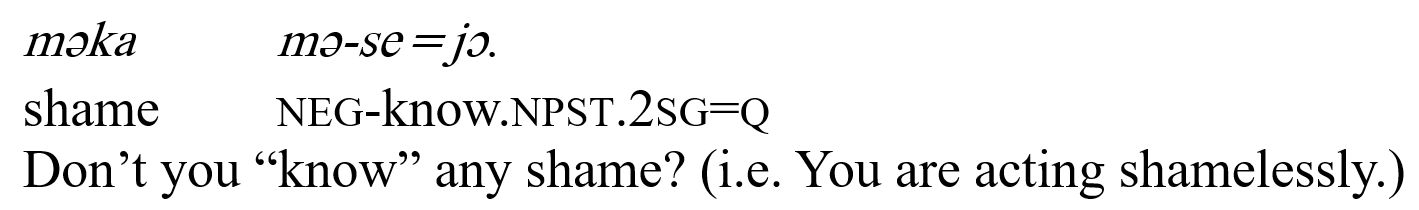 məka mə-se=jɔ.
shame NEG-know.NPST.2SG=Q
Don’t you “know” any shame? (i.e. You are acting shamelessly.)